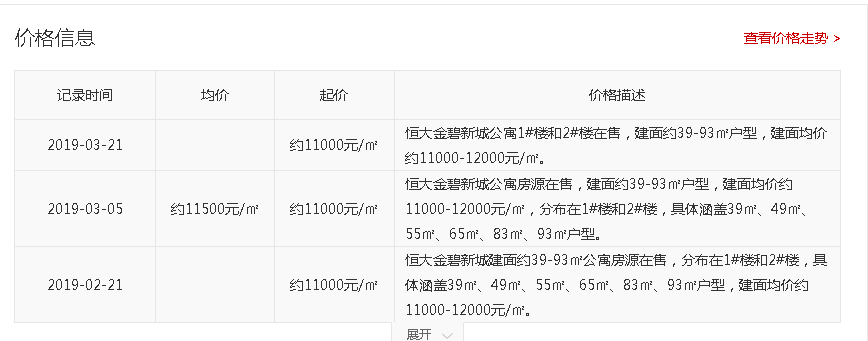 价格信息
查看价格走势 >
记录时间 均价 起价 价格描述
2019-03-21 约11000元/㎡ 恒大金碧新城公寓1#楼和2#楼在售，建面约39-93㎡户型，建面均价
约11000-12000元/㎡。
2019-03-05 约11500元/㎡ 约11000元/㎡ 恒大金碧新城公寓房源在售，建面约39-93㎡户型，建面均价约
11000-12000元/㎡，分布在1#楼和2#楼，具体涵盖39㎡、49㎡、
55㎡、65㎡、83㎡、93㎡户型。
2019-02-21 约11000元/㎡ 恒大金碧新城建面约39-93㎡公寓房源在售，分布在1#楼和2#楼，具
体涵盖39㎡、49㎡、55㎡、65㎡、83㎡、93㎡户型，建面均价约
11000-12000元/㎡。
展开